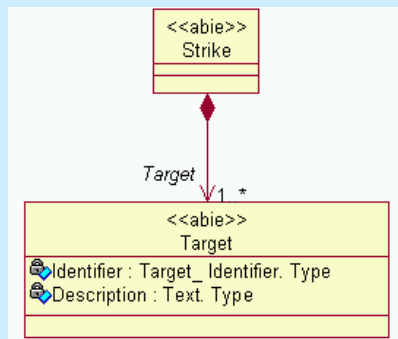 <<abie>>
Strike
Target
1..*
<<abie>>
Target
Identifier : Target_ Identifier. Type
Description : Text. Type